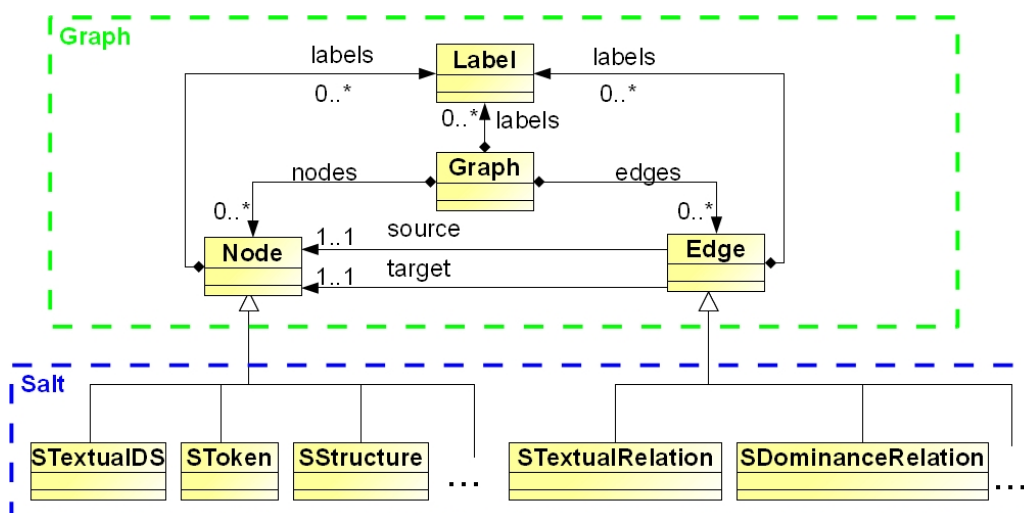 Graph
labels
Label
labels
0..*
0..*
0..*
labels
nodes
Graph
edges
0..*
0..*
Node
1..1
source
Edge
1..1
target
Salt
STextualDS
SToken
SStructure
...
STextualRelation
SDominanceRelation
...